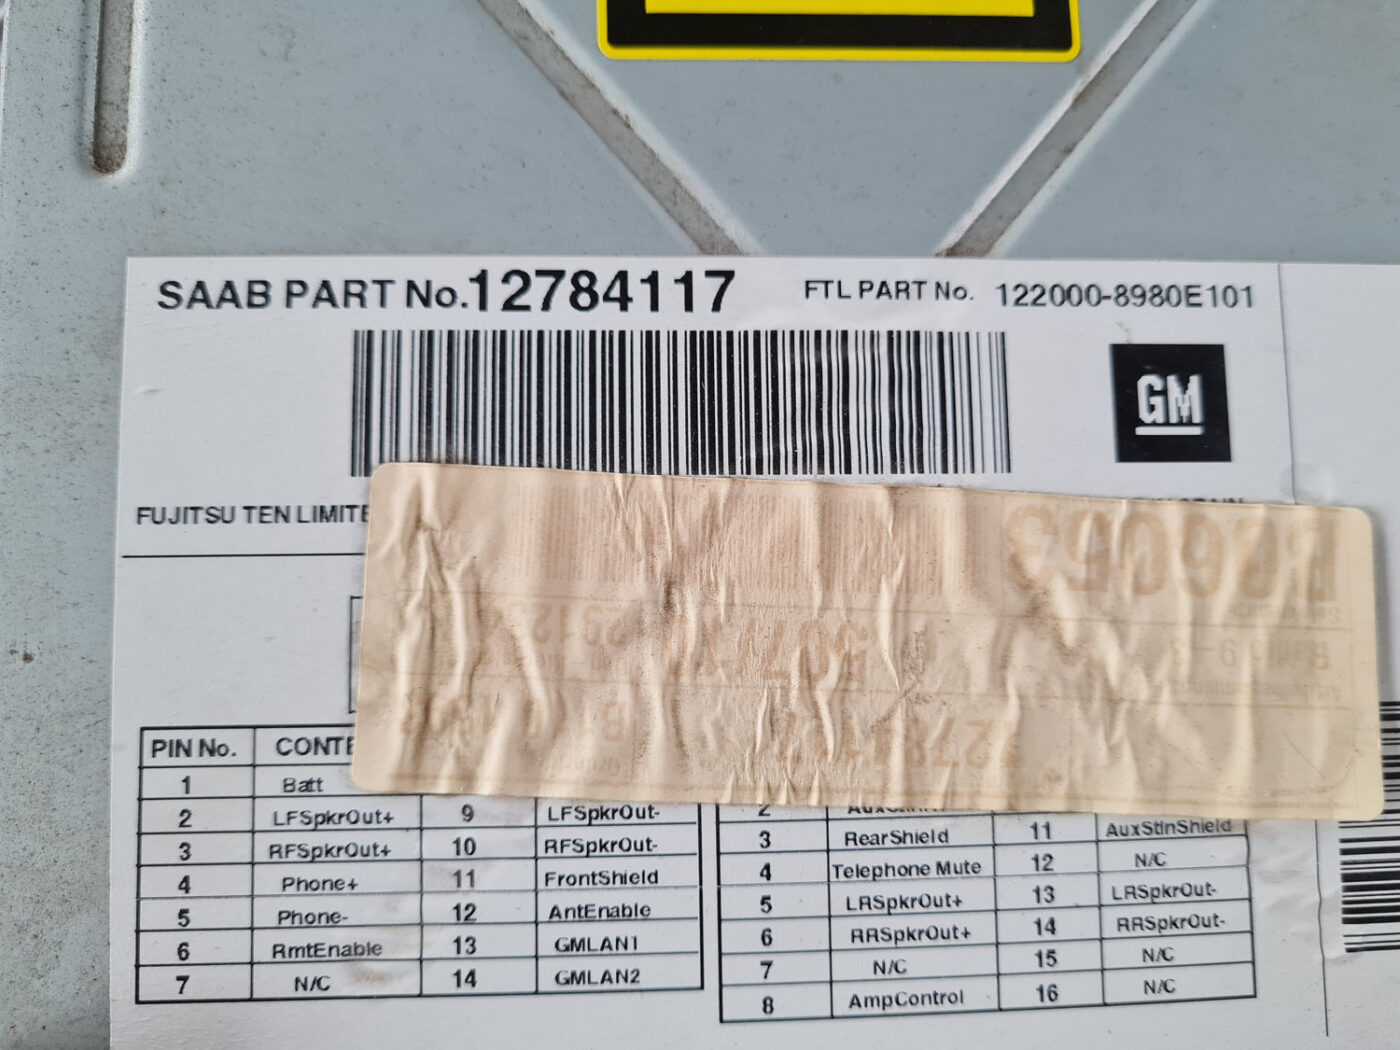 SAAB PART No.12784117 FTL PART No. 122000-8980E101
GM
FUJITSU TEN LIMITE
PIN No. CONTE
1 Batt
2 LFSpkrOut+ 9 LFSpkrOut-
3 RFSpkrOut+ 10 RFSpkrOut-
4 Phone+ 11 FrontShield
5 Phone- 12 AntEnable
6 RmtEnable 13 GMLAN1
7 N/C 14 GMLAN2
2
3 RearShield 11 AuxStInShield
4 Telephone Mute 12 N/C
5 LRSpkrOut+ 13 LRSpkrOut-
6 RRSpkrOut+ 14 RRSpkrOut-
7 N/C 15 N/C
8 AmpControl 16 N/C